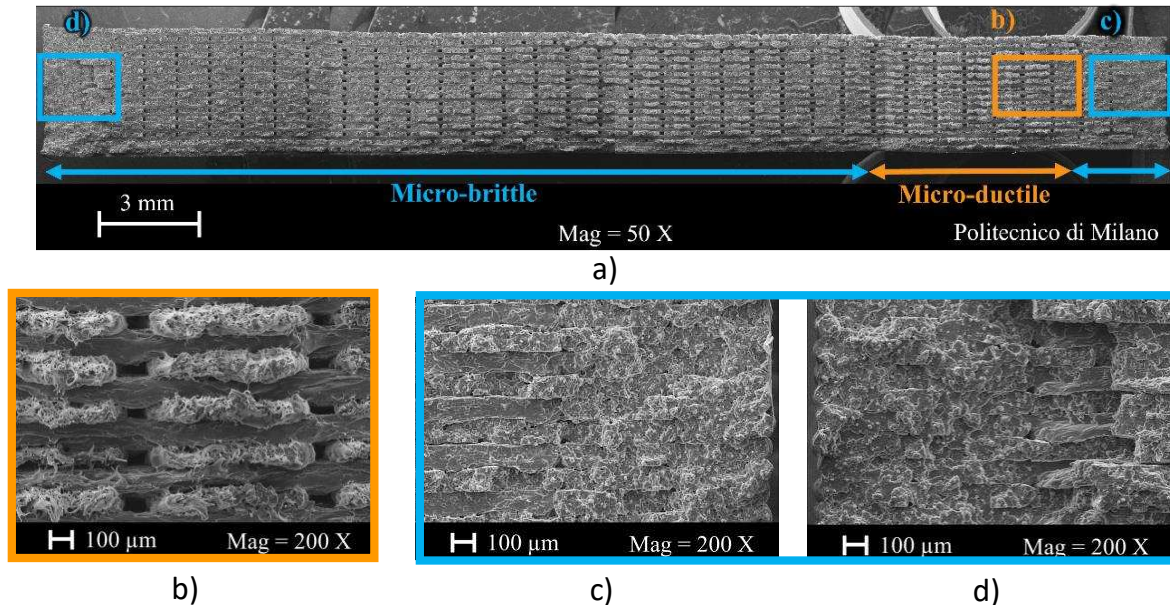 d)
b)
c)
Micro-brittle
Micro-ductile
3 mm
Mag = 50 X
Politecnico di Milano
a)
100 µm
Mag = 200 X
100 µm
Mag = 200 X
100 µm
Mag = 200 X
b)
c)
d)